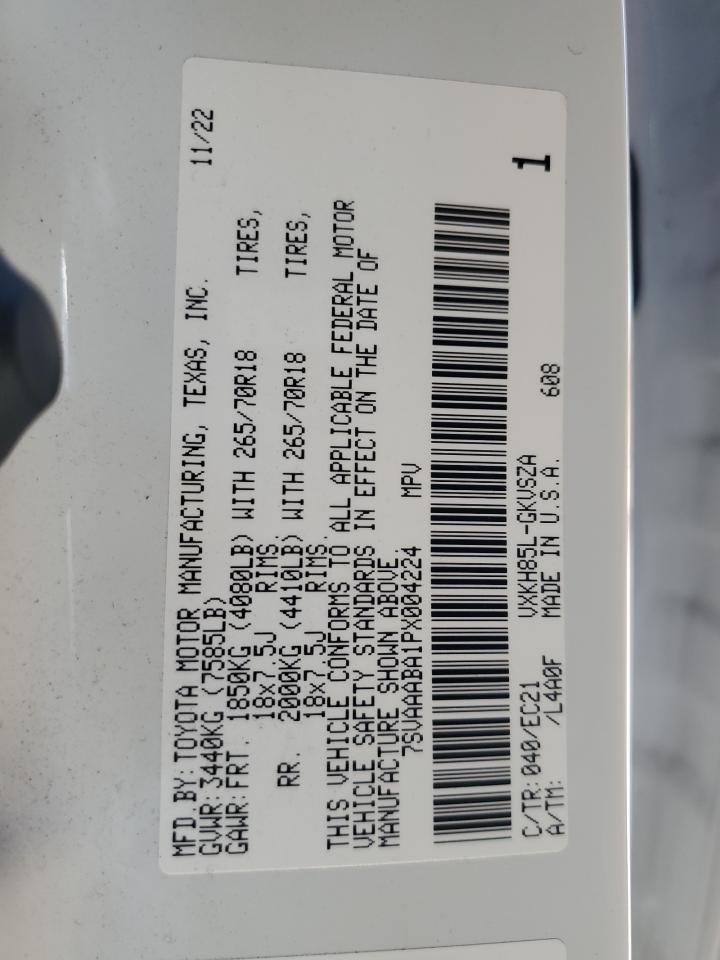 MFD.BY:TOYOTA MOTOR MANUFACTURING, TEXAS, INC. 11/22
GVWR:3440KG (7585LB)
GAWR:FRT. 1850KG (4080LB) WITH 265/70R18 TIRES,
18x7.5J RIMS.
RR. 2000KG (4410LB) WITH 265/70R18 TIRES,
18x7.5J RIMS.
THIS VEHICLE CONFORMS TO ALL APPLICABLE FEDERAL MOTOR
VEHICLE SAFETY STANDARDS IN EFFECT ON THE DATE OF
MANUFACTURE SHOWN ABOVE.
7SVAAABA1PX004224 MPV
C/TR:040/EC21 VXKH85L-GKVSZA 1
A/TM: /L4A0F MADE IN U.S.A. 608